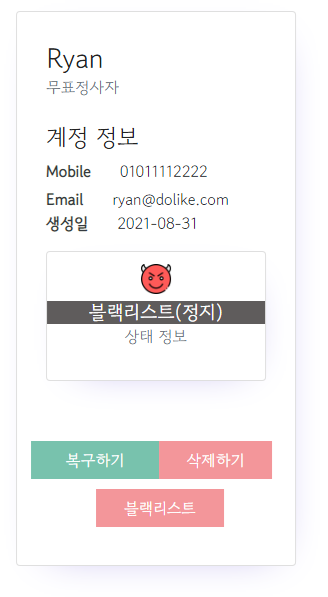 Ryan
무표정사자
계정 정보
Mobile 01011112222
Email ryan@dolike.com
생성일 2021-08-31
블랙리스트(정지)
상태 정보
복구하기 삭제하기
블랙리스트